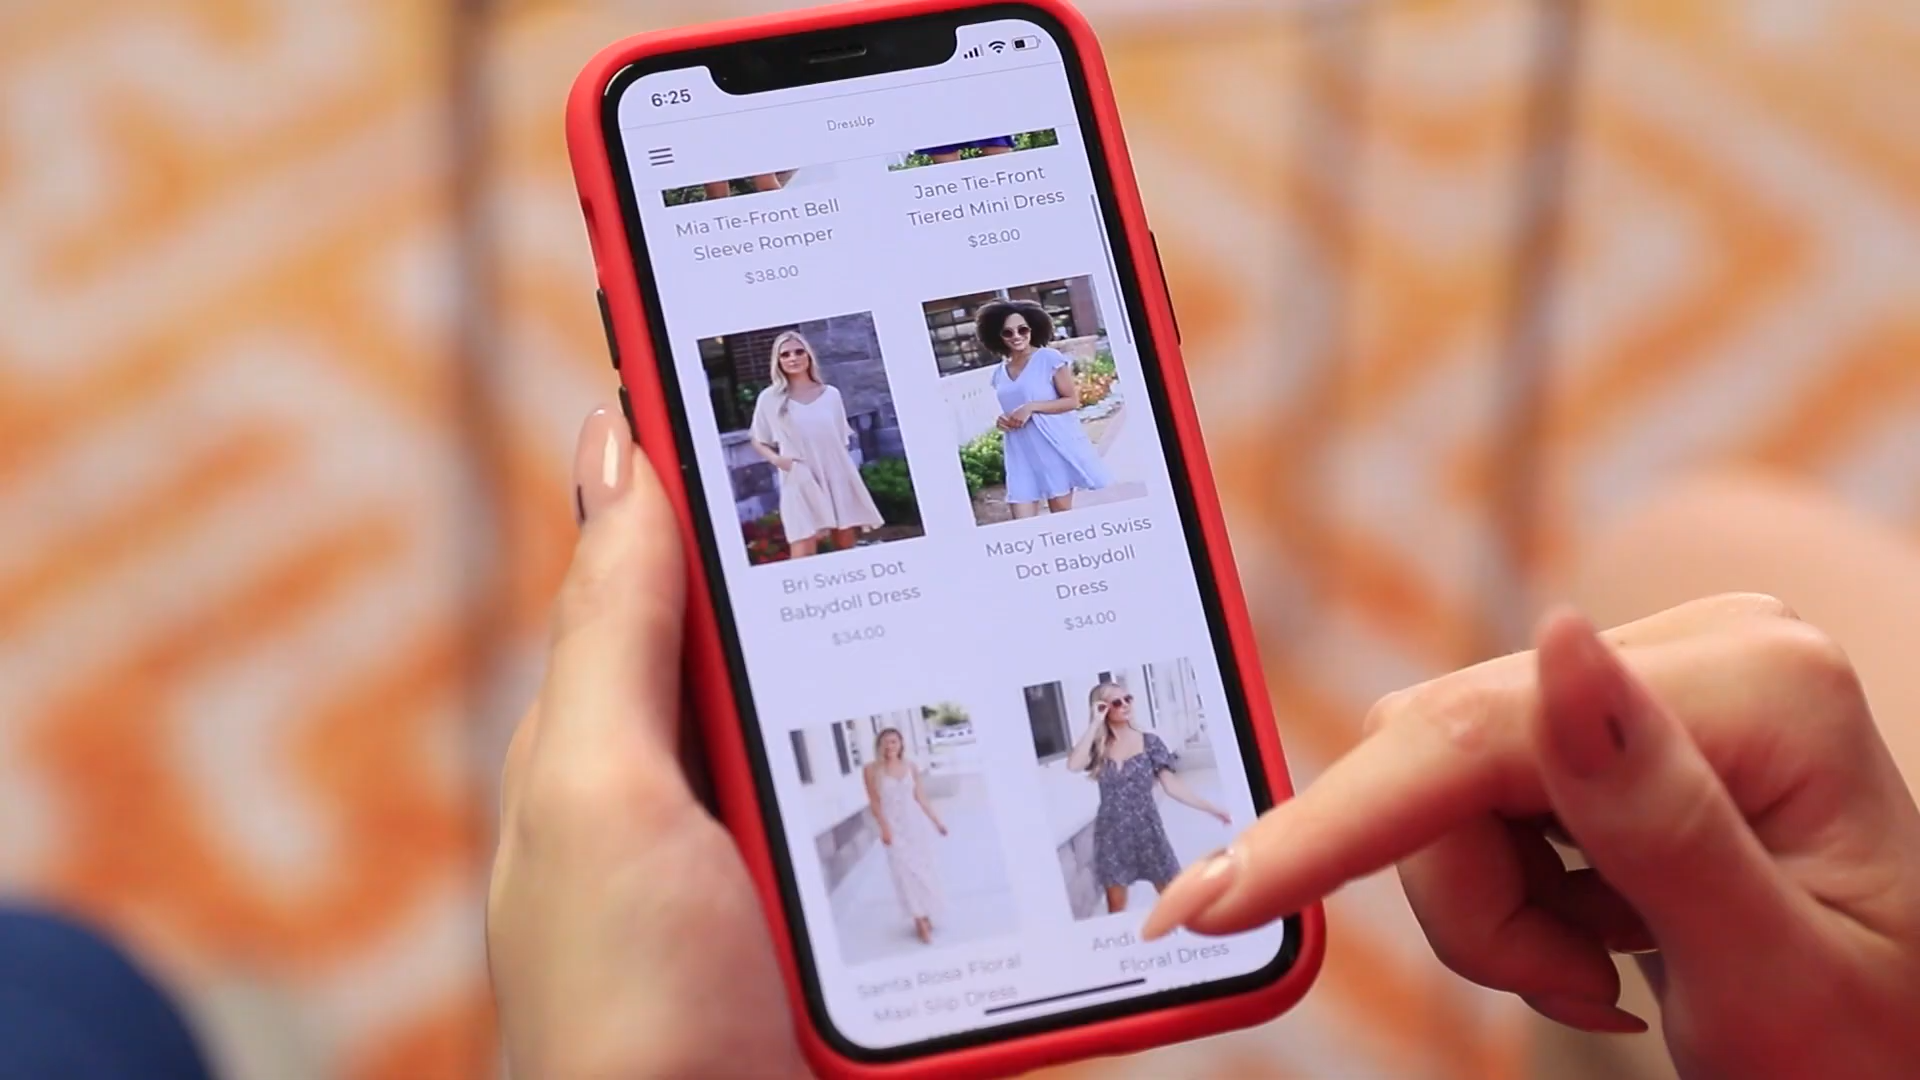 6:25
DressUp
Mia Tie-Front Bell
Sleeve Romper
$38.00
Jane Tie-Front
Tiered Mini Dress
$28.00
Bri Swiss Dot
Babydoll Dress
$34.00
Macy Tiered Swiss
Dot Babydoll
Dress
$34.00
Santa Rosa Floral
Maxi Slip Dress
Andi
Floral Dress